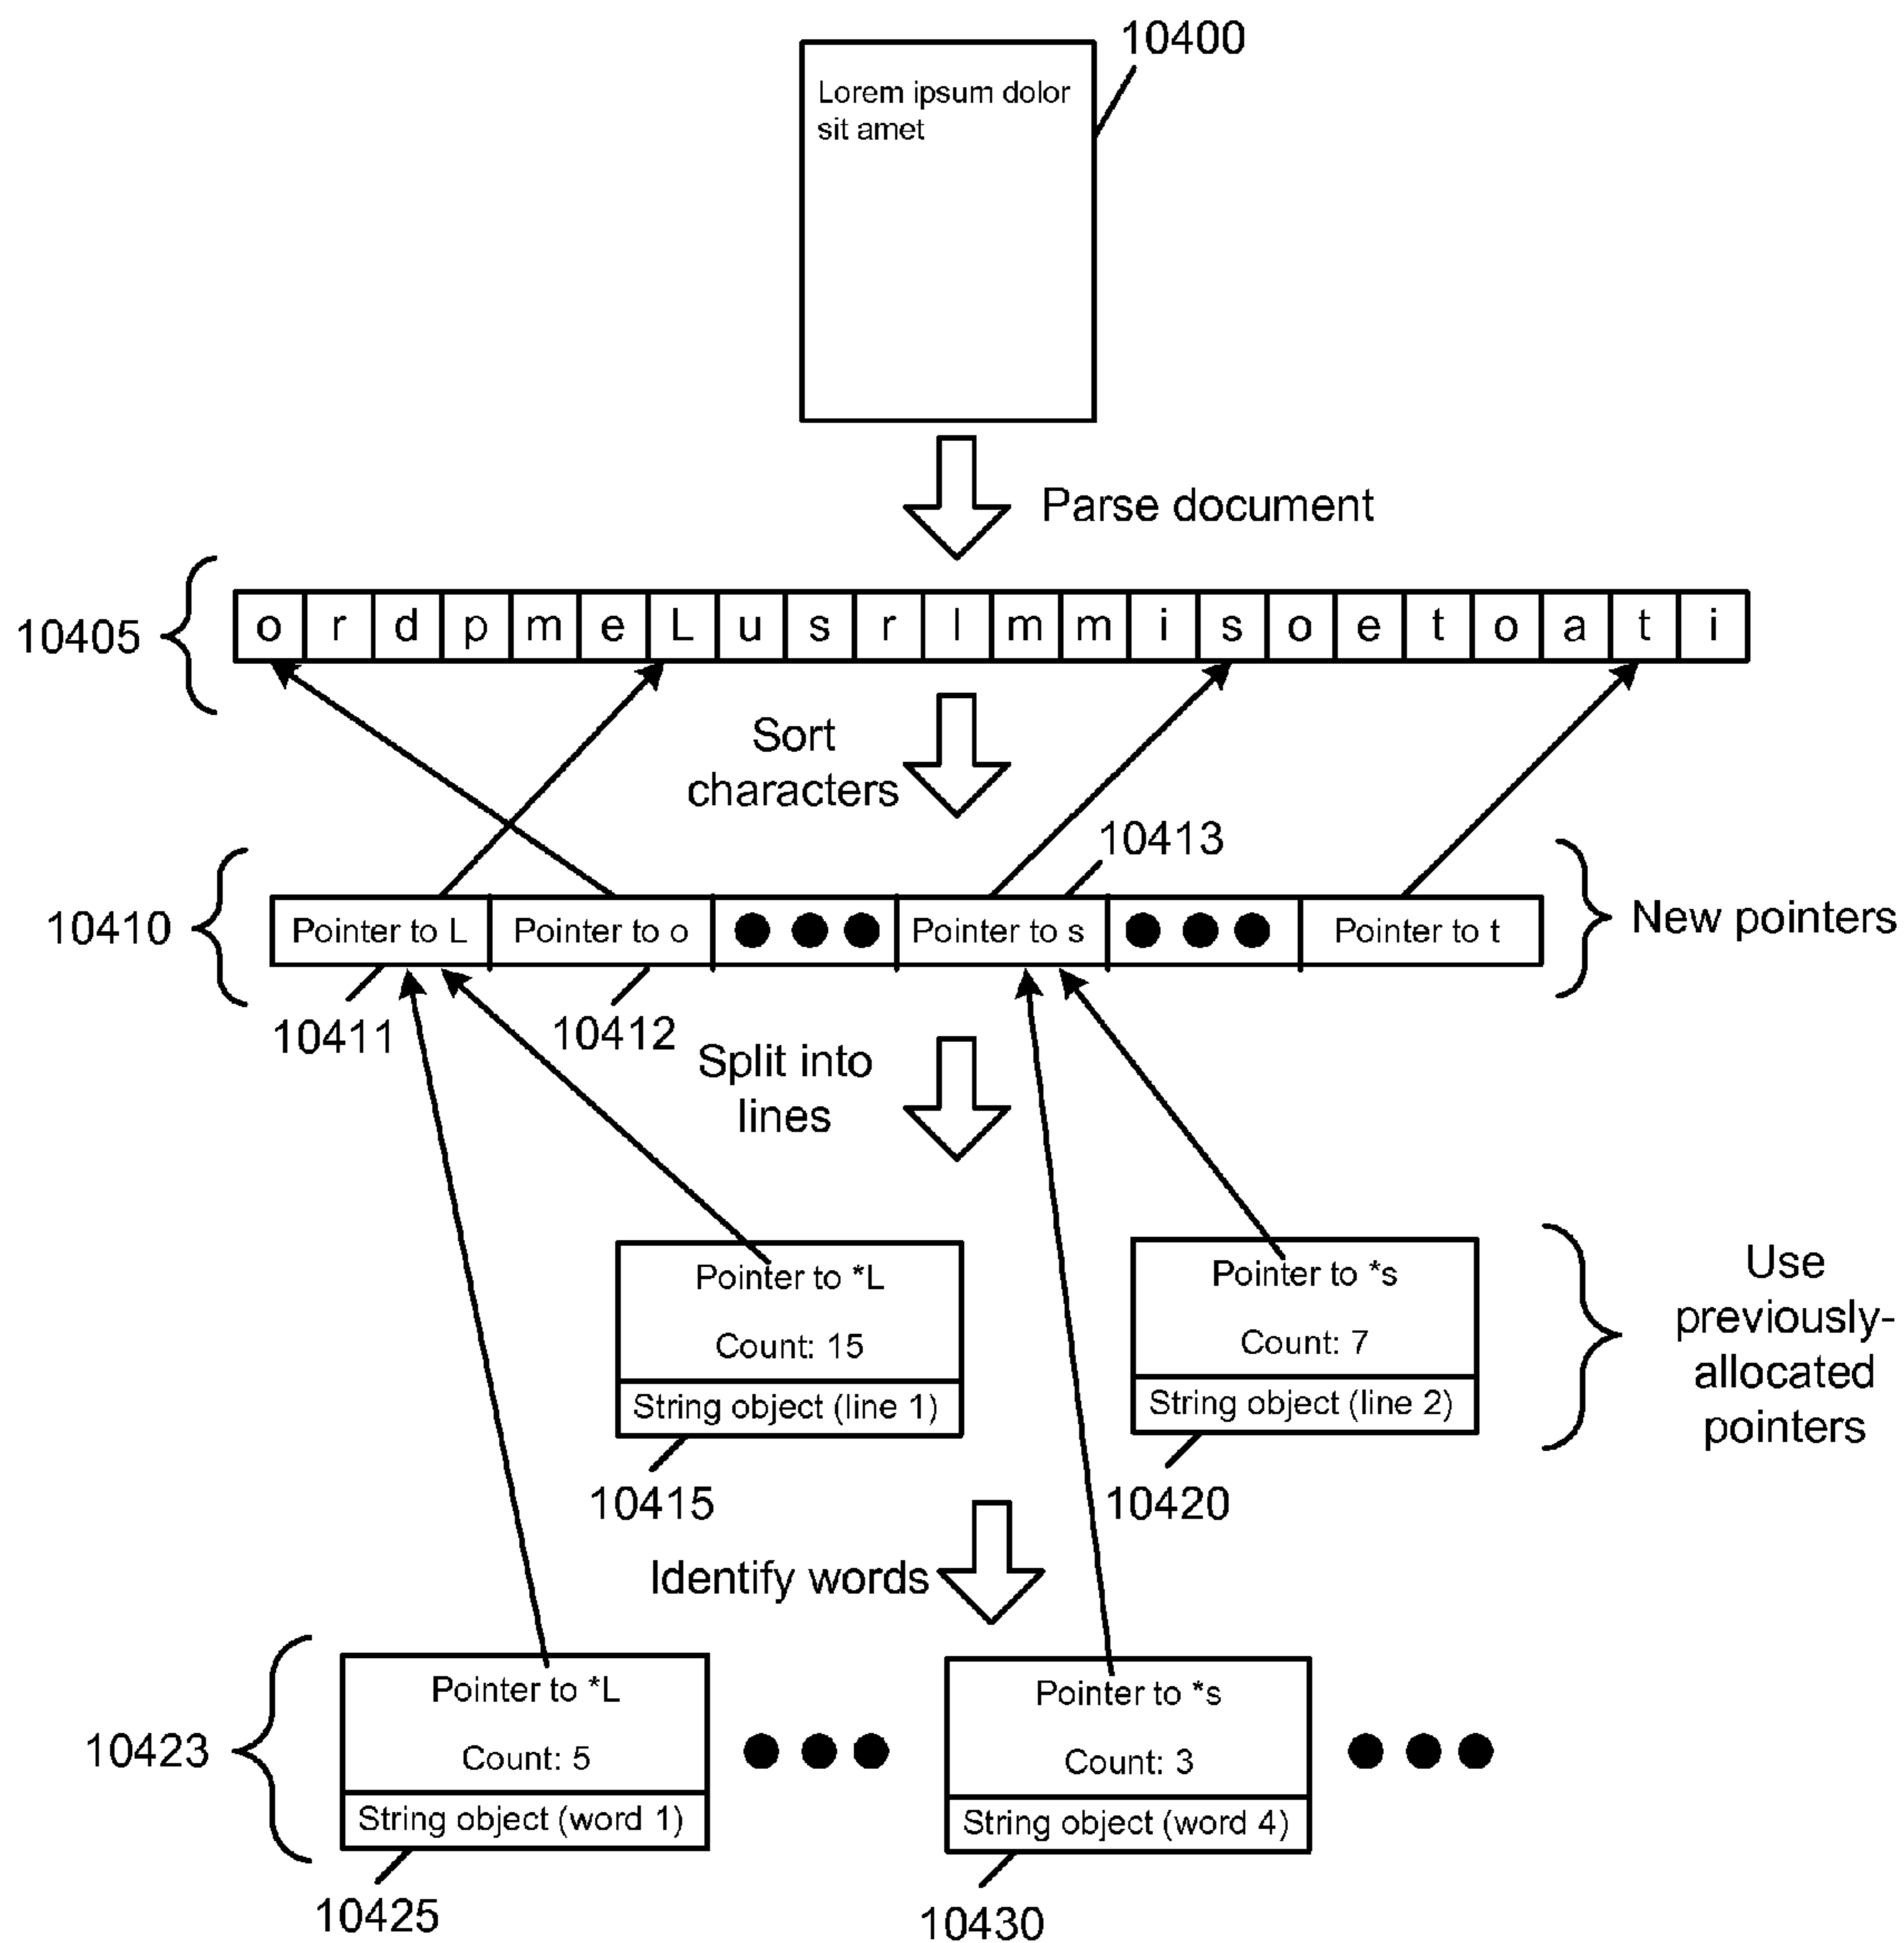 10400
Lorem ipsum dolor
sit amet
Parse document
10405
o r d p m e L u s r l m m i s o e t o a t i
Sort
characters
10413
10410
Pointer to L Pointer to o Pointer to s Pointer to t
New pointers
10411
10412
Split into
lines
Pointer to *L
Count: 15
String object (line 1)
10415
Pointer to *s
Count: 7
String object (line 2)
10420
Use
previously-
allocated
pointers
Identify words
10423
Pointer to *L
Count: 5
String object (word 1)
10425
Pointer to *s
Count: 3
String object (word 4)
10430